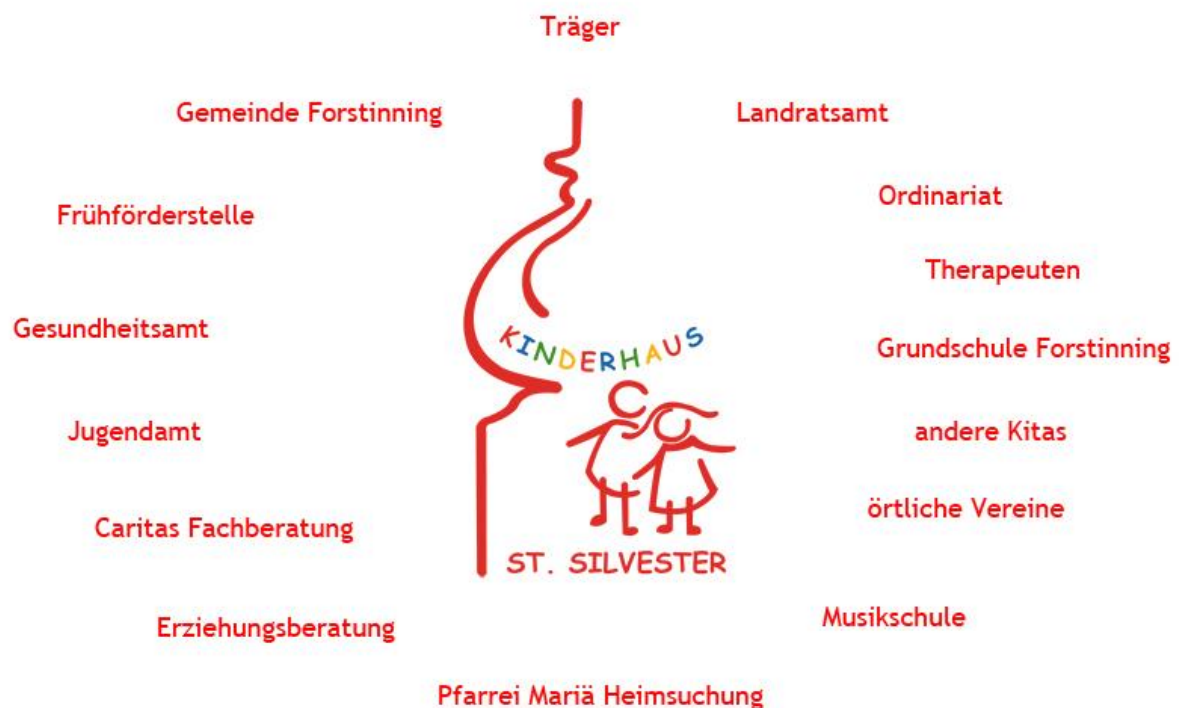 Träger
Gemeinde Forstinning
Landratsamt
Ordinariat
Frühförderstelle
Therapeuten
Gesundheitsamt
KINDERHAUS
Grundschule Forstinning
Jugendamt
andere Kitas
örtliche Vereine
Caritas Fachberatung
ST. SILVESTER
Musikschule
Erziehungsberatung
Pfarrei Mariä Heimsuchung